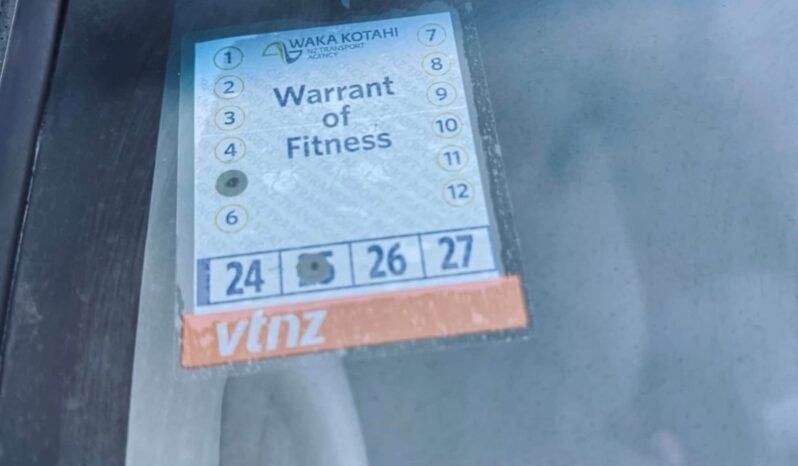 WAKA KOTAHI
NZ TRANSPORT
AGENCY
1
2
3
4
6
7
8
9
10
11
12
Warrant
of
Fitness
24 26 27
vtnz